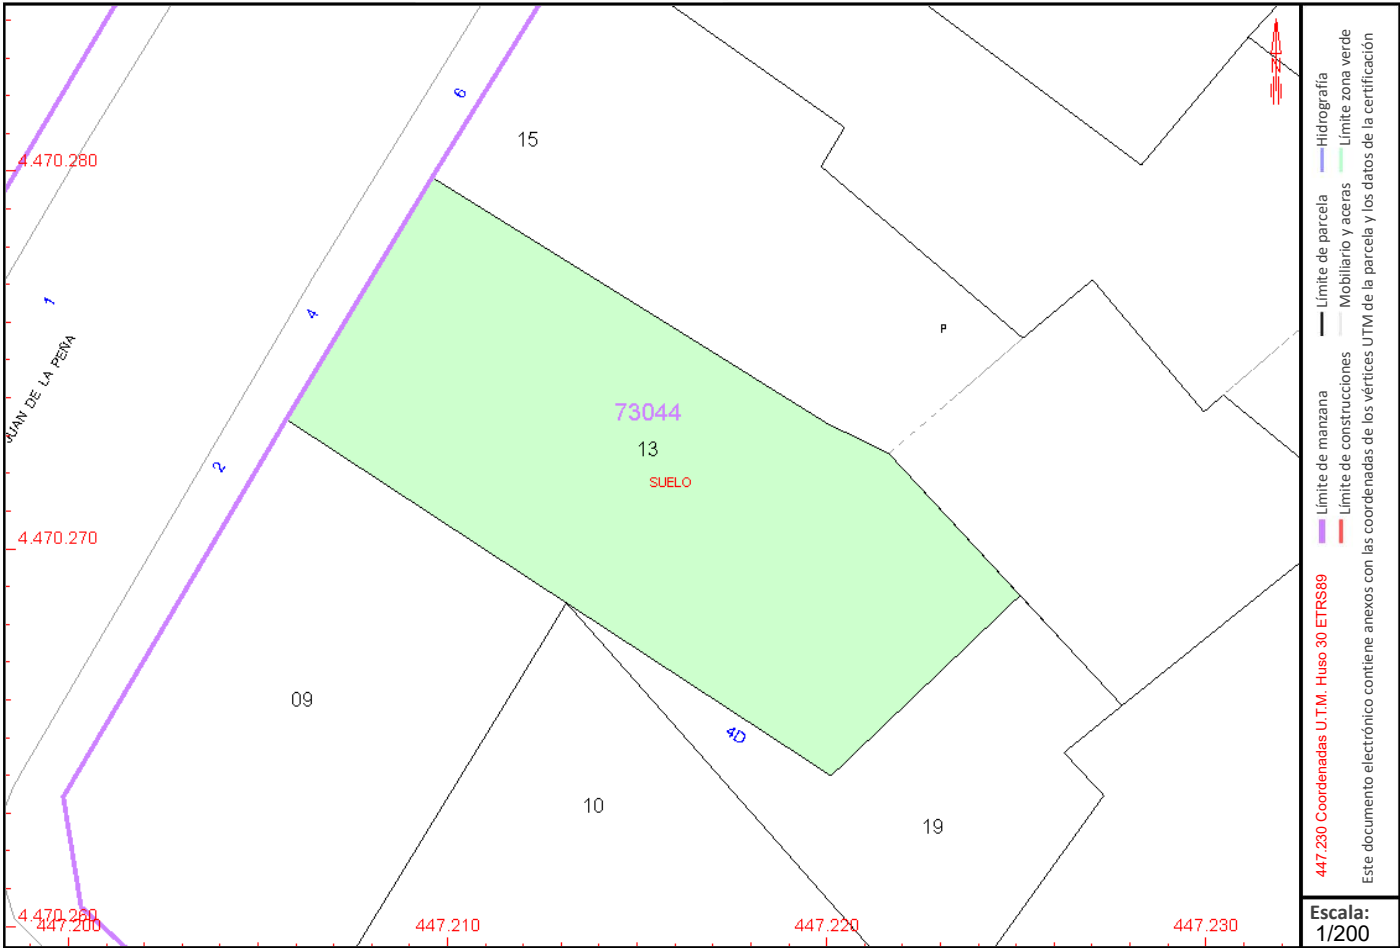 6
15
4.470.280
1
4
P
JUAN DE LA PEÑA
73044
13
2
SUELO
4.470.270
09
4D
10
19
4.470.260
447.200
447.210
447.220
447.230
N
447.230 Coordenadas U.T.M. Huso 30 ETRS89
Límite de manzana
Límite de parcela
Hidrografía
Límite de construcciones
Mobiliario y aceras
Límite zona verde
Este documento electrónico contiene anexos con las coordenadas de los vértices UTM de la parcela y los datos de la certificación
Escala:
1/200